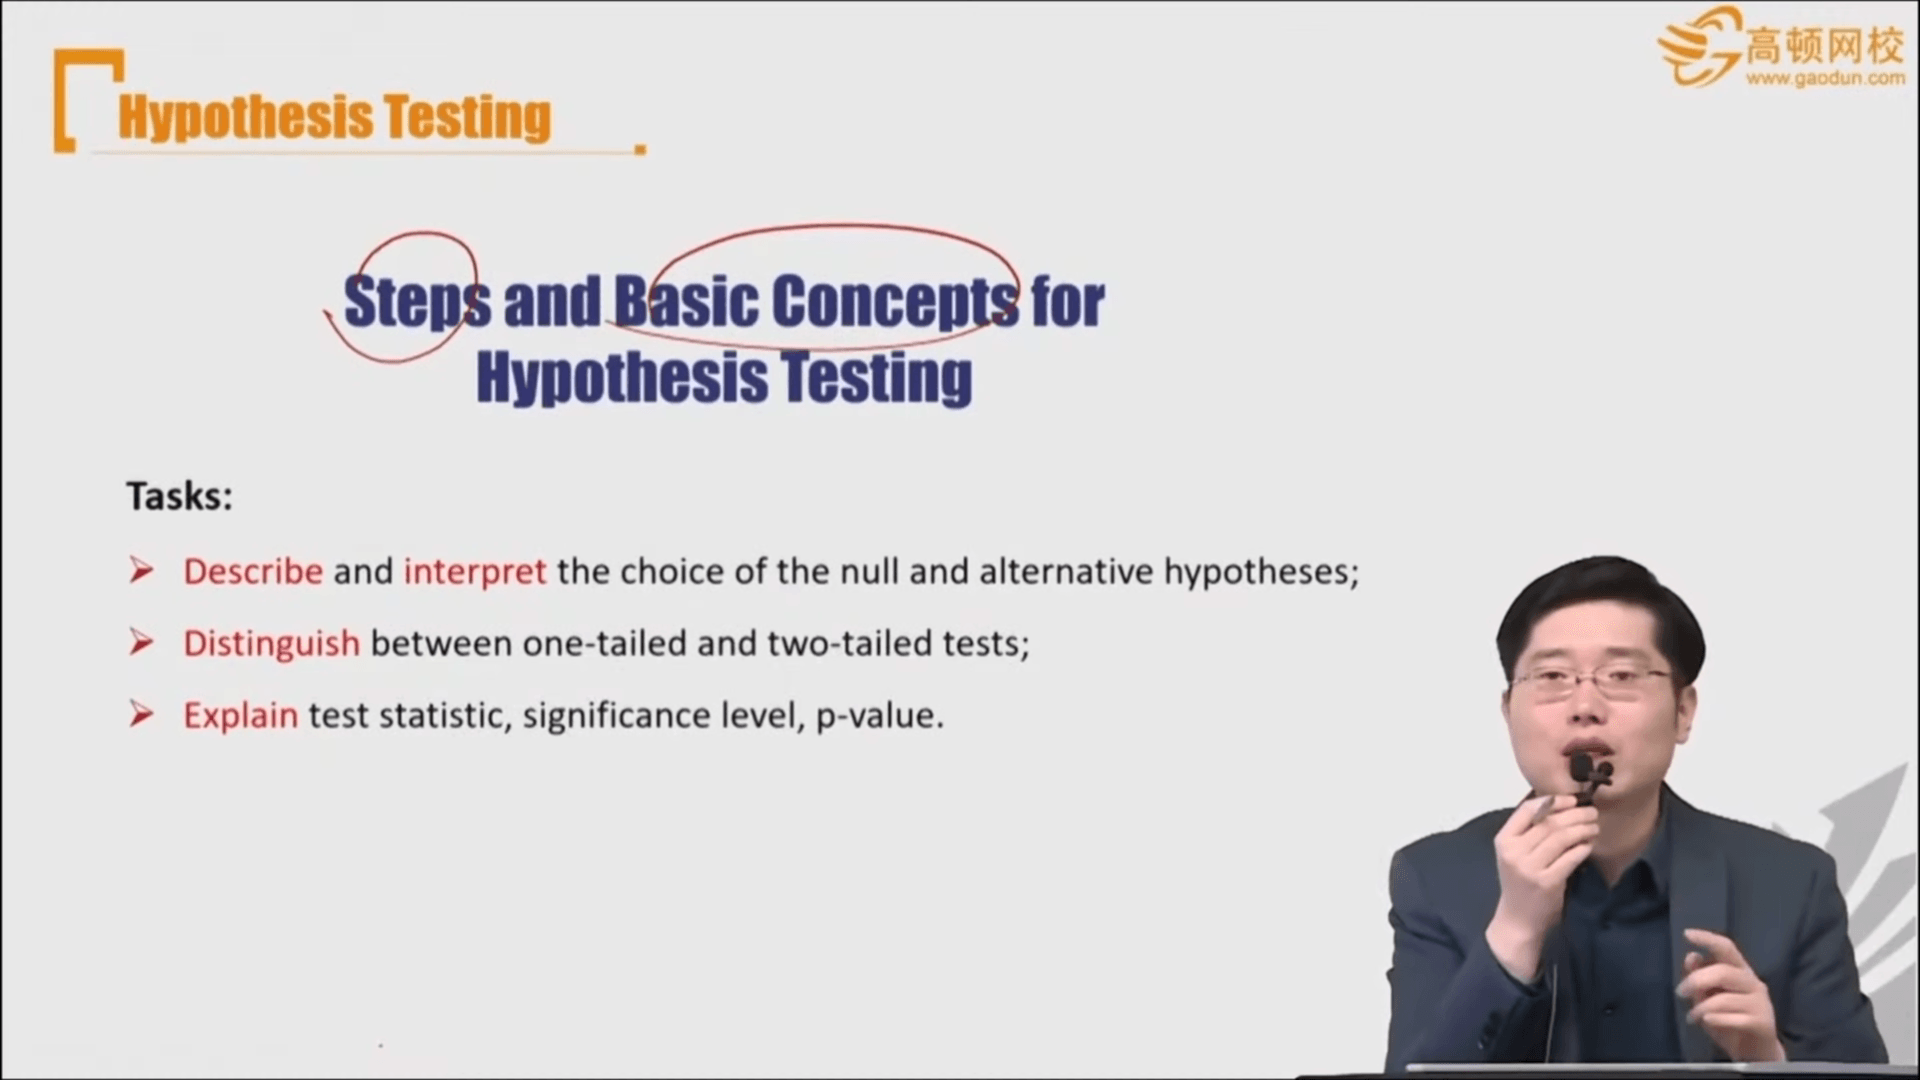 高顿网校
www.gaodun.com
Hypothesis Testing
Steps and Basic Concepts for
Hypothesis Testing
Tasks:
Describe and interpret the choice of the null and alternative hypotheses;
Distinguish between one-tailed and two-tailed tests;
Explain test statistic, significance level, p-value.